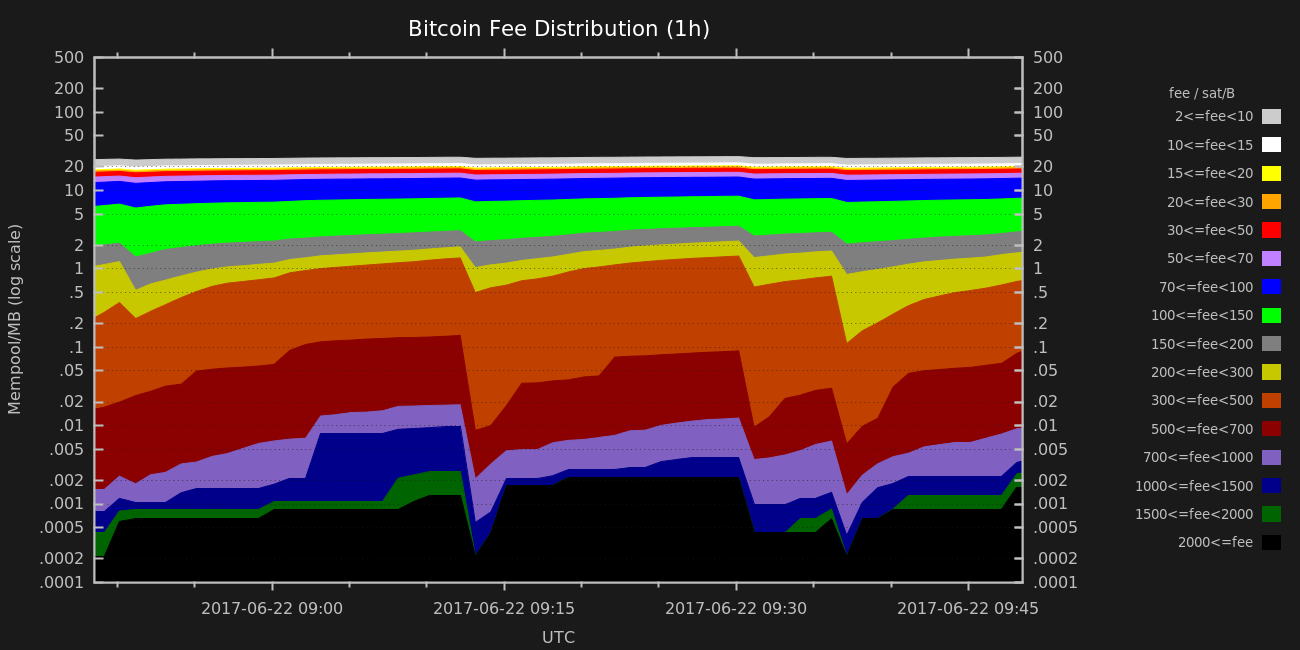 Bitcoin Fee Distribution (1h)
500
200
100
50
20
10
5
2
1
.5
.2
.1
.05
.02
.01
.005
.002
.001
.0005
.0002
.0001
Mempool/MB (log scale)
500
200
100
50
20
10
5
2
1
.5
.2
.1
.05
.02
.01
.005
.002
.001
.0005
.0002
.0001
2017-06-22 09:00
2017-06-22 09:15
2017-06-22 09:30
2017-06-22 09:45
UTC
fee / sat/B
2<=fee<10
10<=fee<15
15<=fee<20
20<=fee<30
30<=fee<50
50<=fee<70
70<=fee<100
100<=fee<150
150<=fee<200
200<=fee<300
300<=fee<500
500<=fee<700
700<=fee<1000
1000<=fee<1500
1500<=fee<2000
2000<=fee